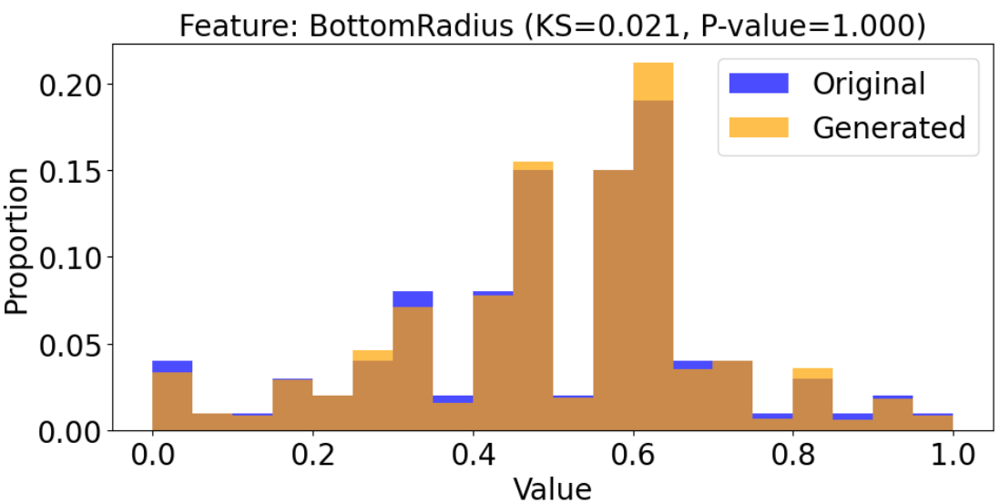 Feature: BottomRadius (KS=0.021, P-value=1.000)
Original
Generated
Proportion
0.20
0.15
0.10
0.05
0.00
0.0 0.2 0.4 0.6 0.8 1.0
Value